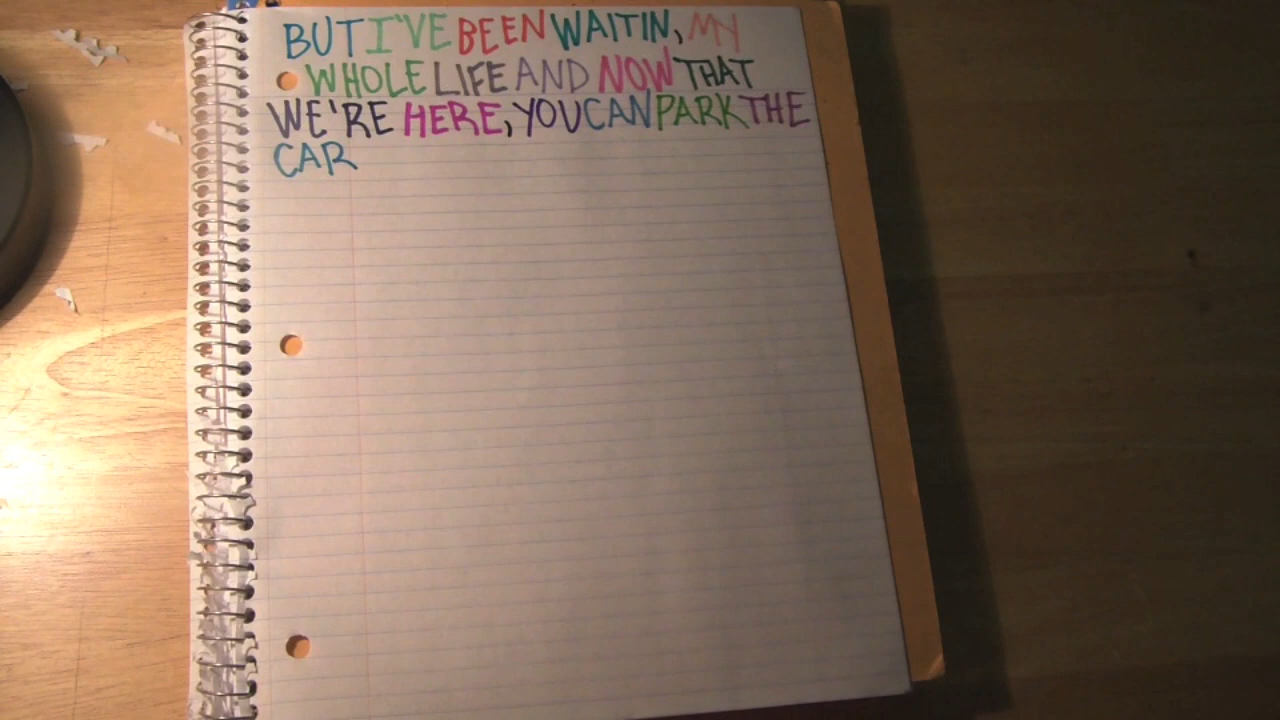 BUT I'VE BEEN WAITIN, MY
WHOLE LIFE AND NOW THAT
WE'RE HERE, YOU CAN PARK THE
CAR